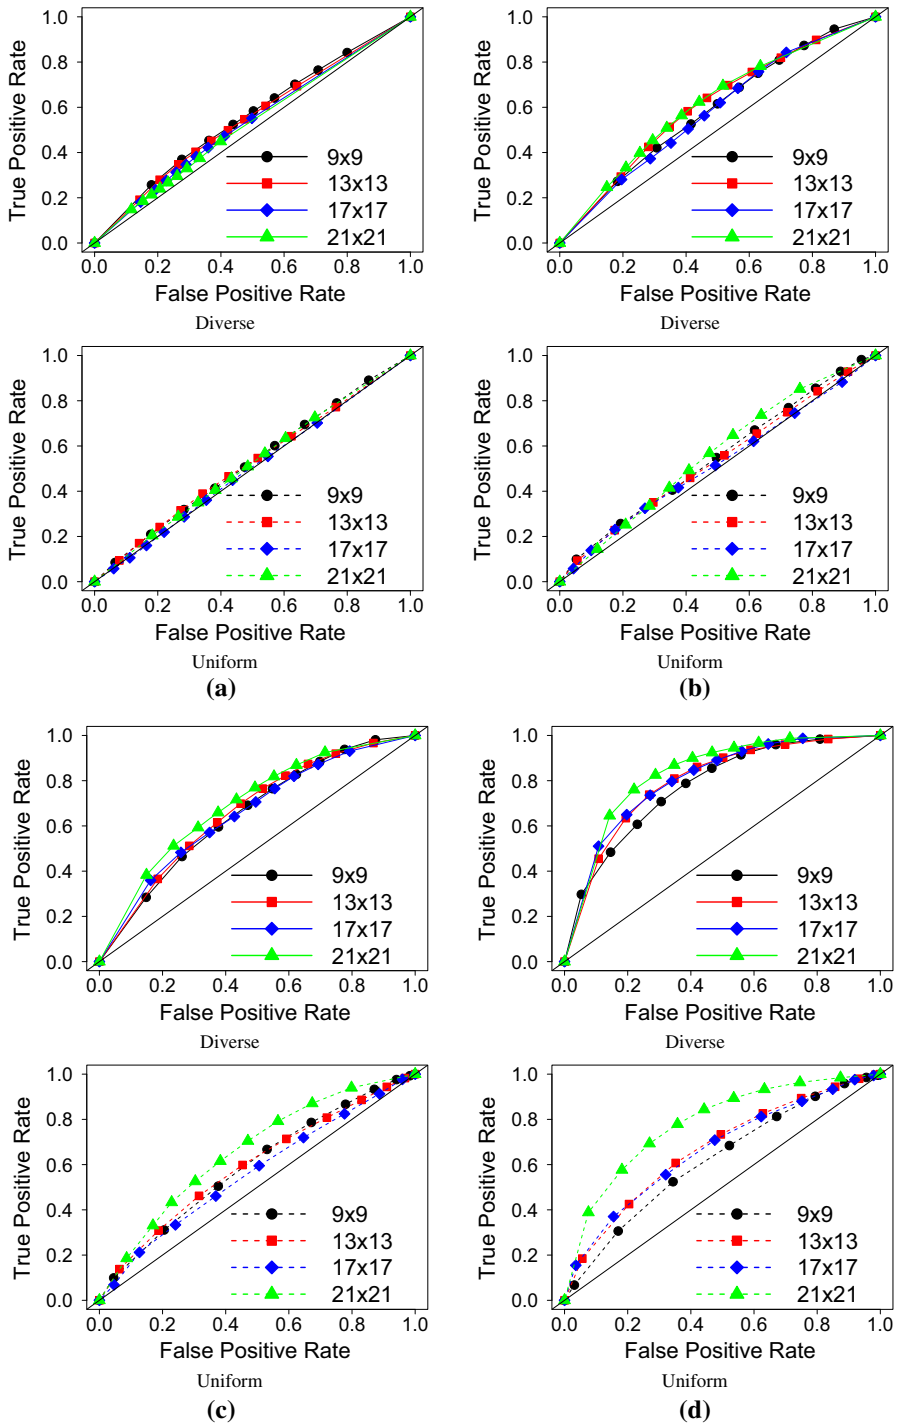 True Positive Rate
1.0
0.8
0.6
0.4
0.2
0.0
9x9
13x13
17x17
21x21
0.0 0.2 0.4 0.6 0.8 1.0
False Positive Rate
Diverse
True Positive Rate
1.0
0.8
0.6
0.4
0.2
0.0
9x9
13x13
17x17
21x21
0.0 0.2 0.4 0.6 0.8 1.0
False Positive Rate
Diverse
True Positive Rate
1.0
0.8
0.6
0.4
0.2
0.0
9x9
13x13
17x17
21x21
0.0 0.2 0.4 0.6 0.8 1.0
False Positive Rate
Uniform
(a)
True Positive Rate
1.0
0.8
0.6
0.4
0.2
0.0
9x9
13x13
17x17
21x21
0.0 0.2 0.4 0.6 0.8 1.0
False Positive Rate
Uniform
(b)
True Positive Rate
1.0
0.8
0.6
0.4
0.2
0.0
9x9
13x13
17x17
21x21
0.0 0.2 0.4 0.6 0.8 1.0
False Positive Rate
Diverse
True Positive Rate
1.0
0.8
0.6
0.4
0.2
0.0
9x9
13x13
17x17
21x21
0.0 0.2 0.4 0.6 0.8 1.0
False Positive Rate
Diverse
True Positive Rate
1.0
0.8
0.6
0.4
0.2
0.0
9x9
13x13
17x17
21x21
0.0 0.2 0.4 0.6 0.8 1.0
False Positive Rate
Uniform
(c)
True Positive Rate
1.0
0.8
0.6
0.4
0.2
0.0
9x9
13x13
17x17
21x21
0.0 0.2 0.4 0.6 0.8 1.0
False Positive Rate
Uniform
(d)